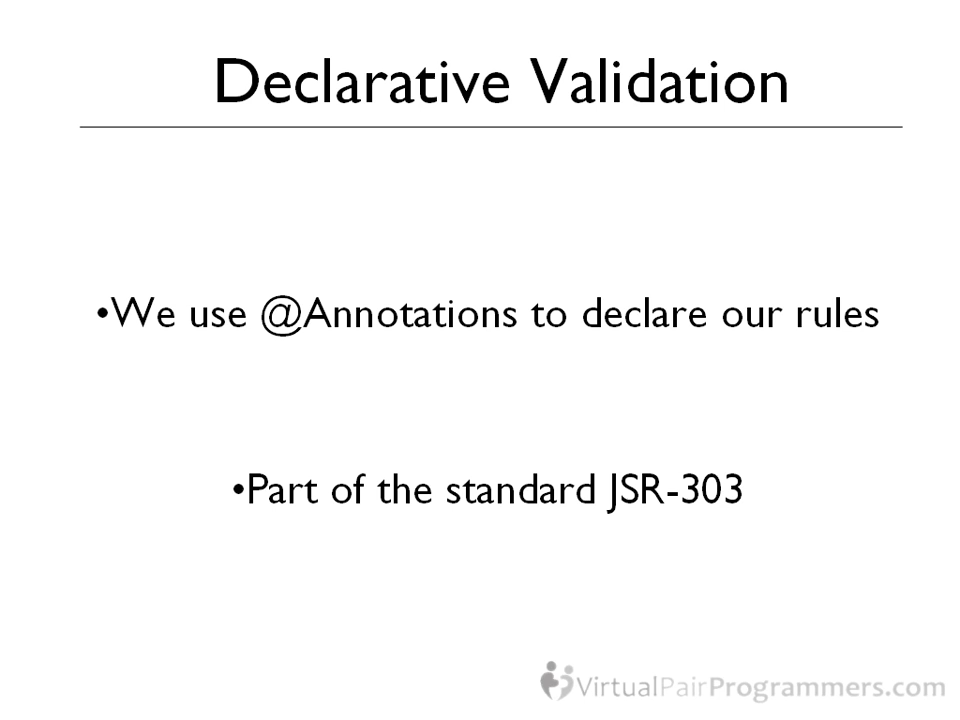 Declarative Validation
•We use @Annotations to declare our rules
•Part of the standard JSR-303
VirtualPairProgrammers.com